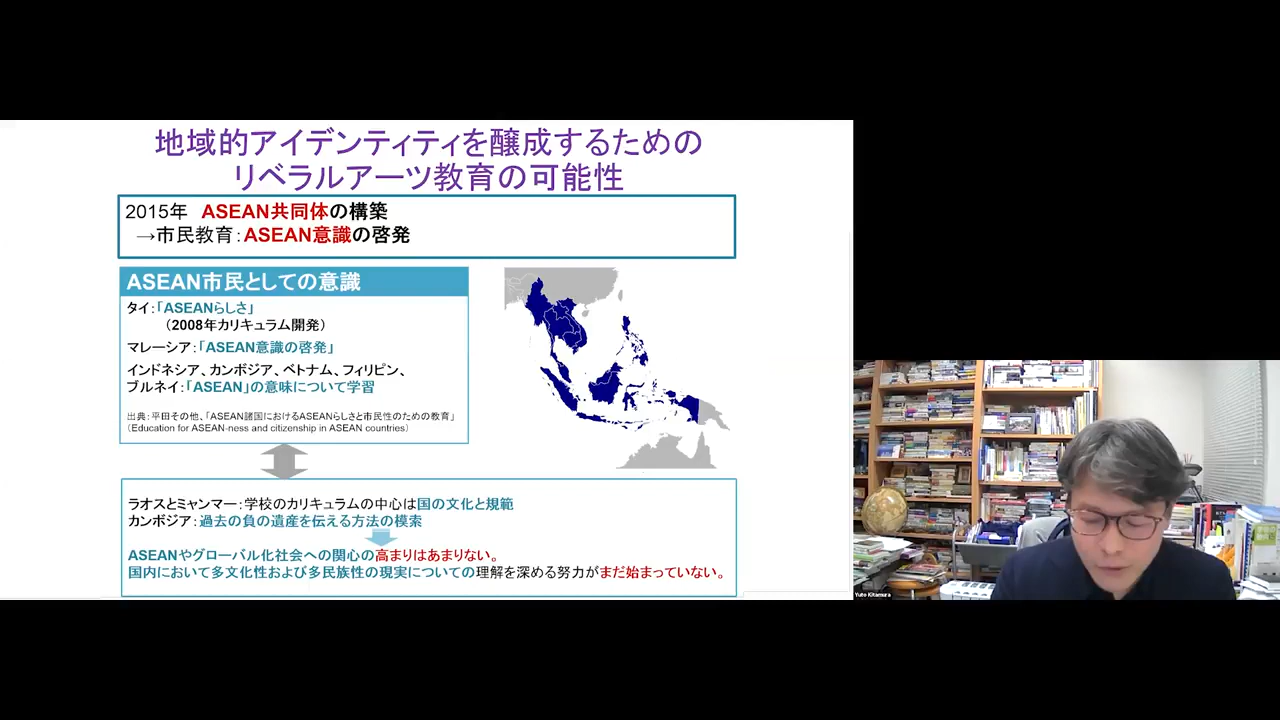 地域的アイデンティティを醸成するための
リベラルアーツ教育の可能性
2015年 ASEAN共同体の構築
→市民教育：ASEAN意識の啓発
ASEAN市民としての意識
タイ：「ASEANらしさ」
（2008年カリキュラム開発）
マレーシア：「ASEAN意識の啓発」
インドネシア、カンボジア、ベトナム、フィリピン、
ブルネイ：「ASEAN」の意味について学習
出典：平田その他、「ASEAN諸国におけるASEANらしさと市民性のための教育」
（Education for ASEAN-ness and citizenship in ASEAN countries）
ラオスとミャンマー：学校のカリキュラムの中心は国の文化と規範
カンボジア：過去の負の遺産を伝える方法の模索
ASEANやグローバル化社会への関心の高まりはあまりない。
国内において多文化性および多民族性の現実についての理解を深める努力がまだ始まっていない。
Yuto Kitamura